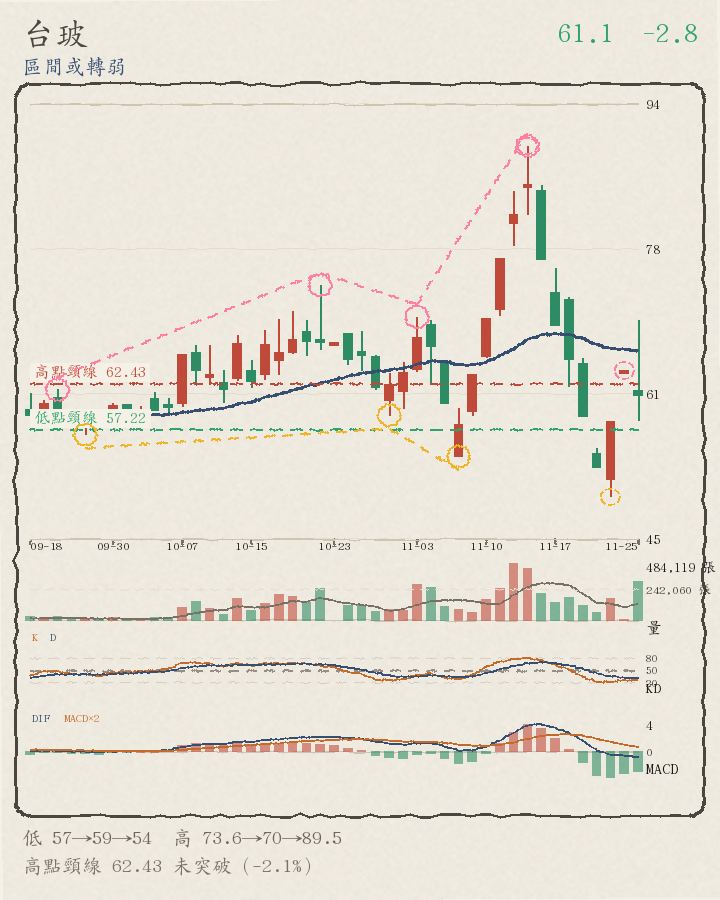 台玻
61.1 -2.8
區間或轉弱
94
78
高點頸線 62.43
61
低點頸線 57.22
45
09-18 09-30 10-07 10-15 10-23 11-03 11-10 11-17 11-25
484,119 張
242,060 張
量
K D
80
50
20
KD
DIF MACD×2
4
0
MACD
低 57→59→54 高 73.6→70→89.5
高點頸線 62.43 未突破 (-2.1%)